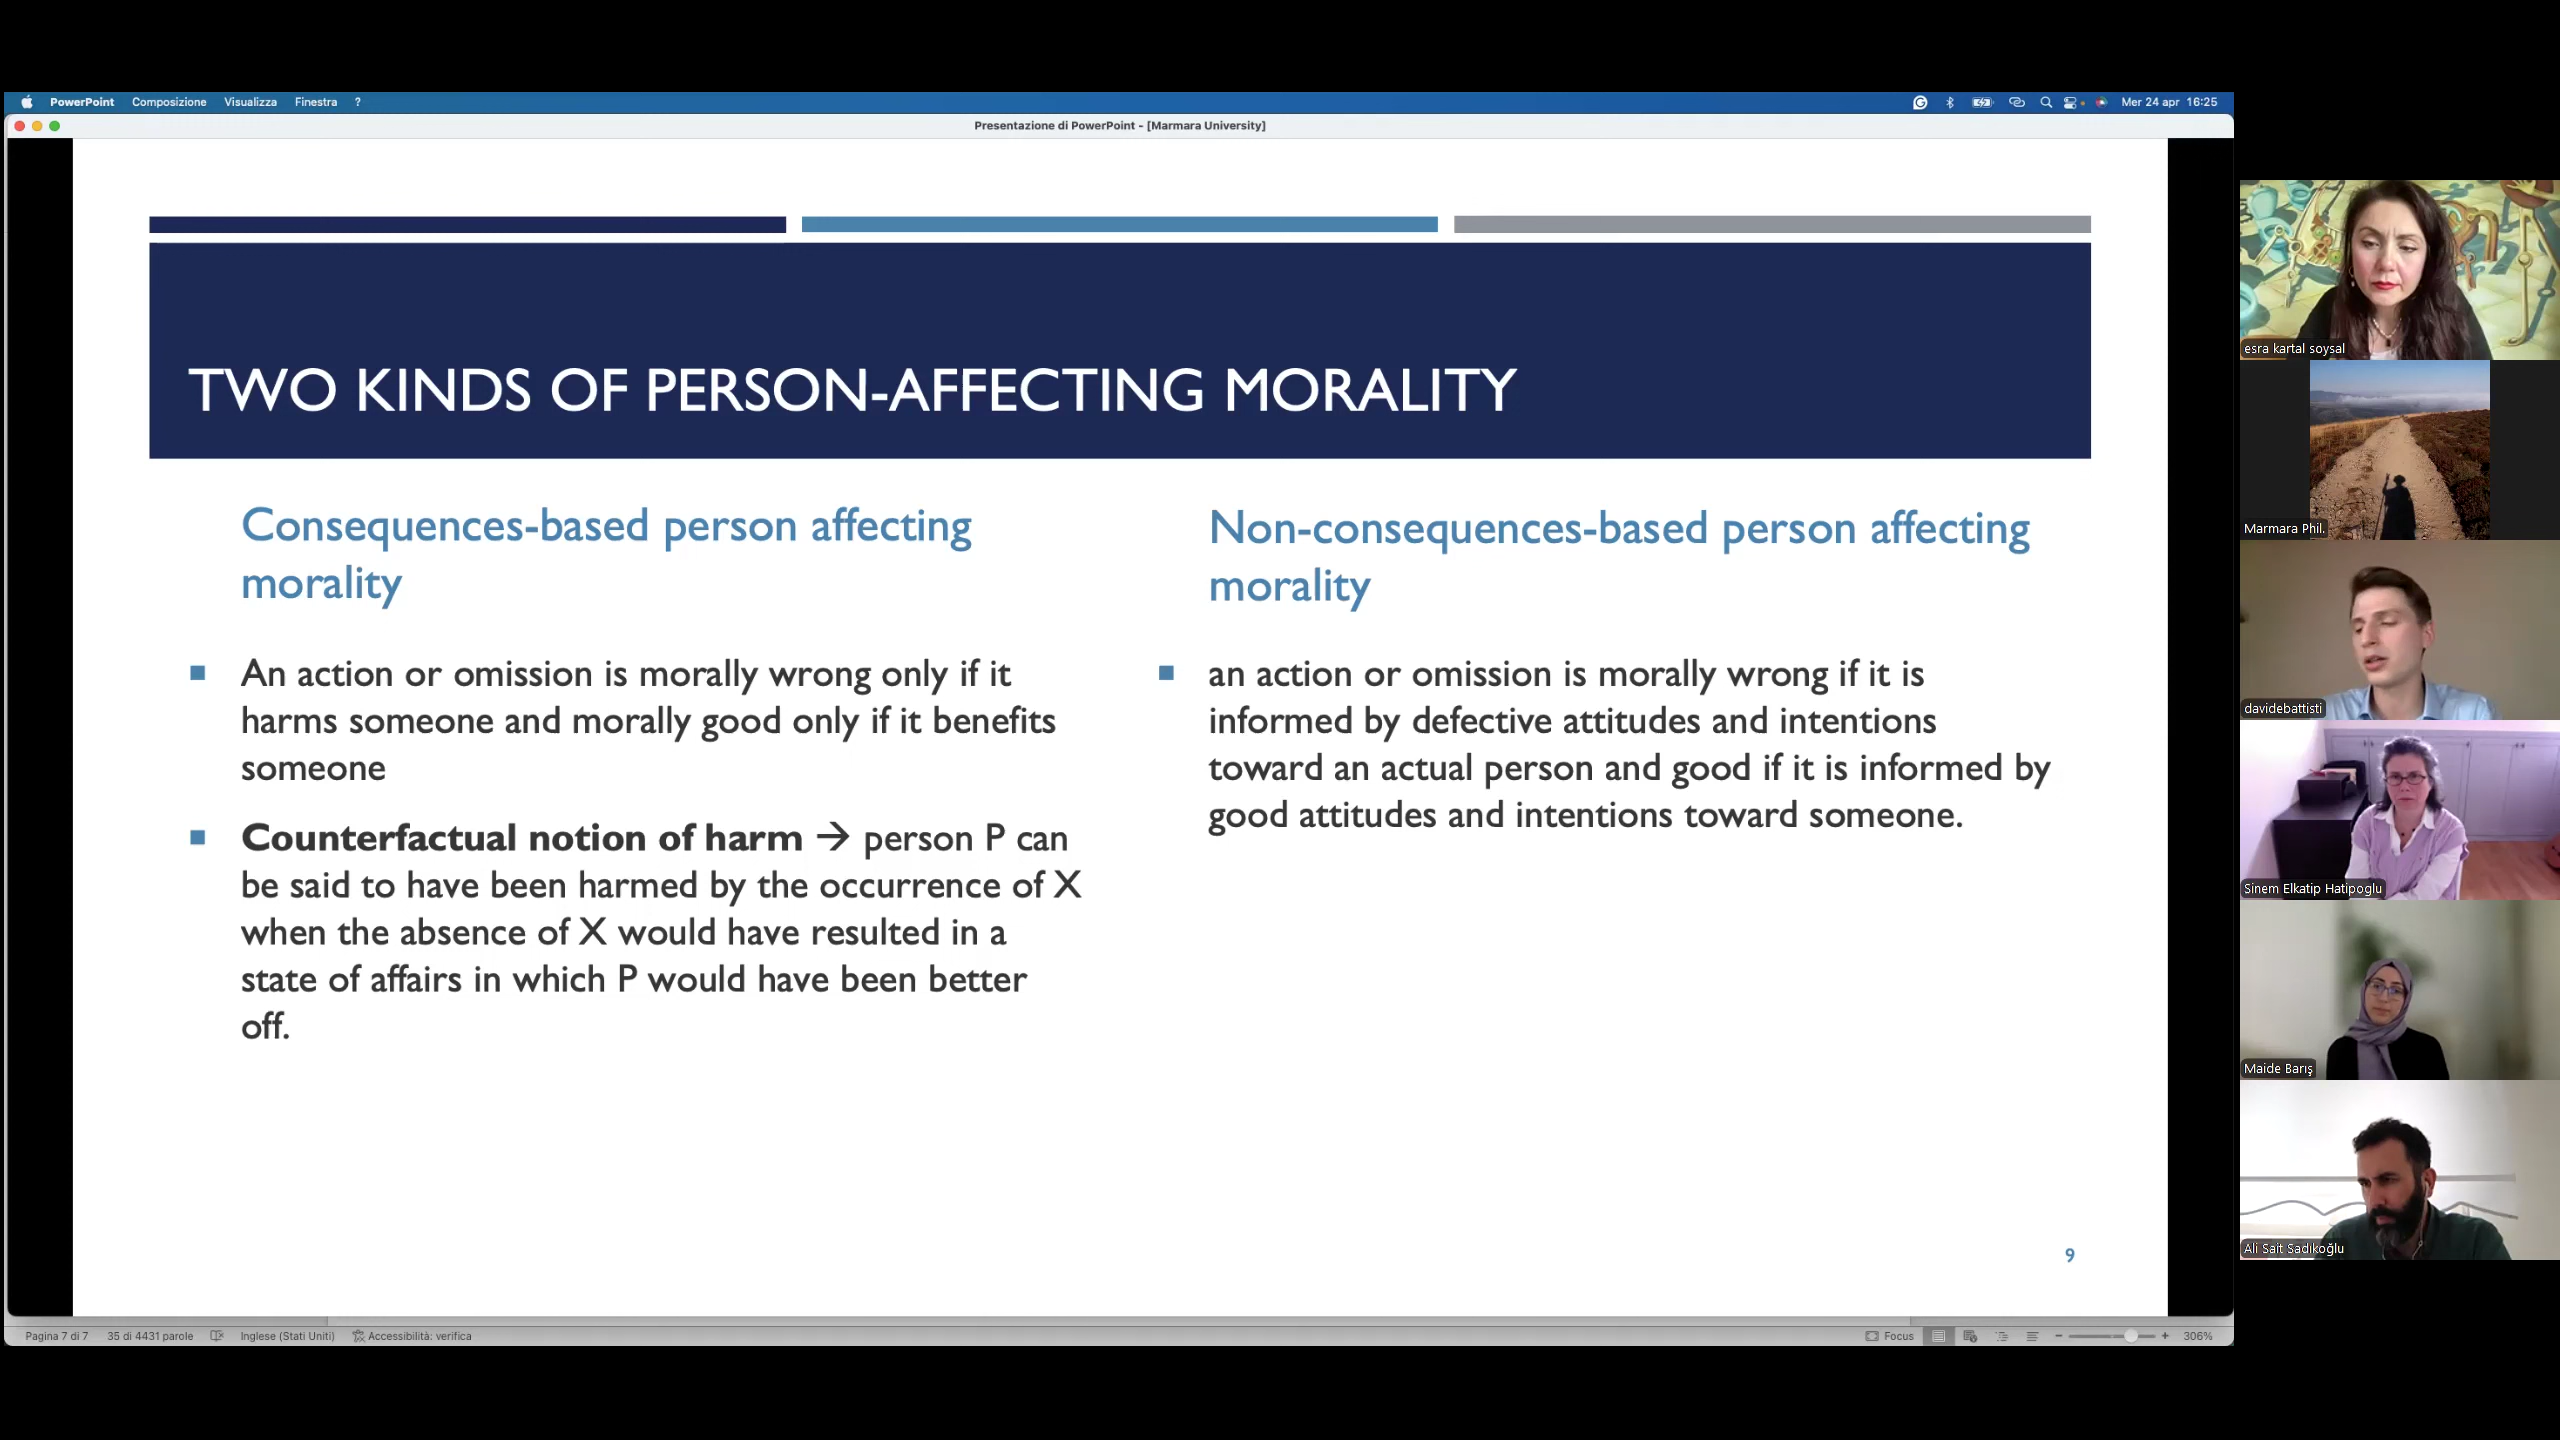 PowerPoint Composizione Visualizza Finestra ?
Mer 24 apr 16:25
Presentazione di PowerPoint - [Marmara University]
TWO KINDS OF PERSON-AFFECTING MORALITY
Consequences-based person affecting
morality
An action or omission is morally wrong only if it
harms someone and morally good only if it benefits
someone
Counterfactual notion of harm → person P can
be said to have been harmed by the occurrence of X
when the absence of X would have resulted in a
state of affairs in which P would have been better
off.
Non-consequences-based person affecting
morality
an action or omission is morally wrong if it is
informed by defective attitudes and intentions
toward an actual person and good if it is informed by
good attitudes and intentions toward someone.
9
Pagina 7 di 7 35 di 4431 parole Inglese (Stati Uniti) Accessibilità: verifica
Focus
306%
esra kartal soysal
Marmara Phil.
davidebattisti
Sinem Elkatip Hatipoglu
Maide Barış
Ali Sait Sadıkoğlu